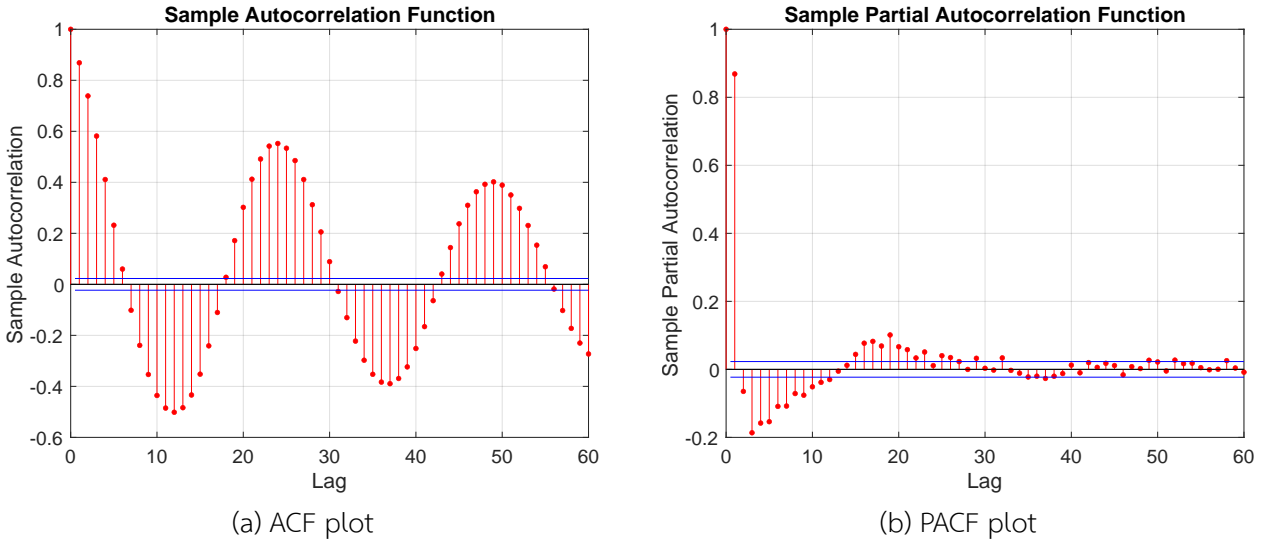 Sample Autocorrelation Function
1
0.8
0.6
0.4
0.2
0
-0.2
-0.4
-0.6
Sample Autocorrelation
0 10 20 30 40 50 60
Lag
(a) ACF plot
Sample Partial Autocorrelation Function
1
0.8
0.6
0.4
0.2
0
-0.2
Sample Partial Autocorrelation
0 10 20 30 40 50 60
Lag
(b) PACF plot